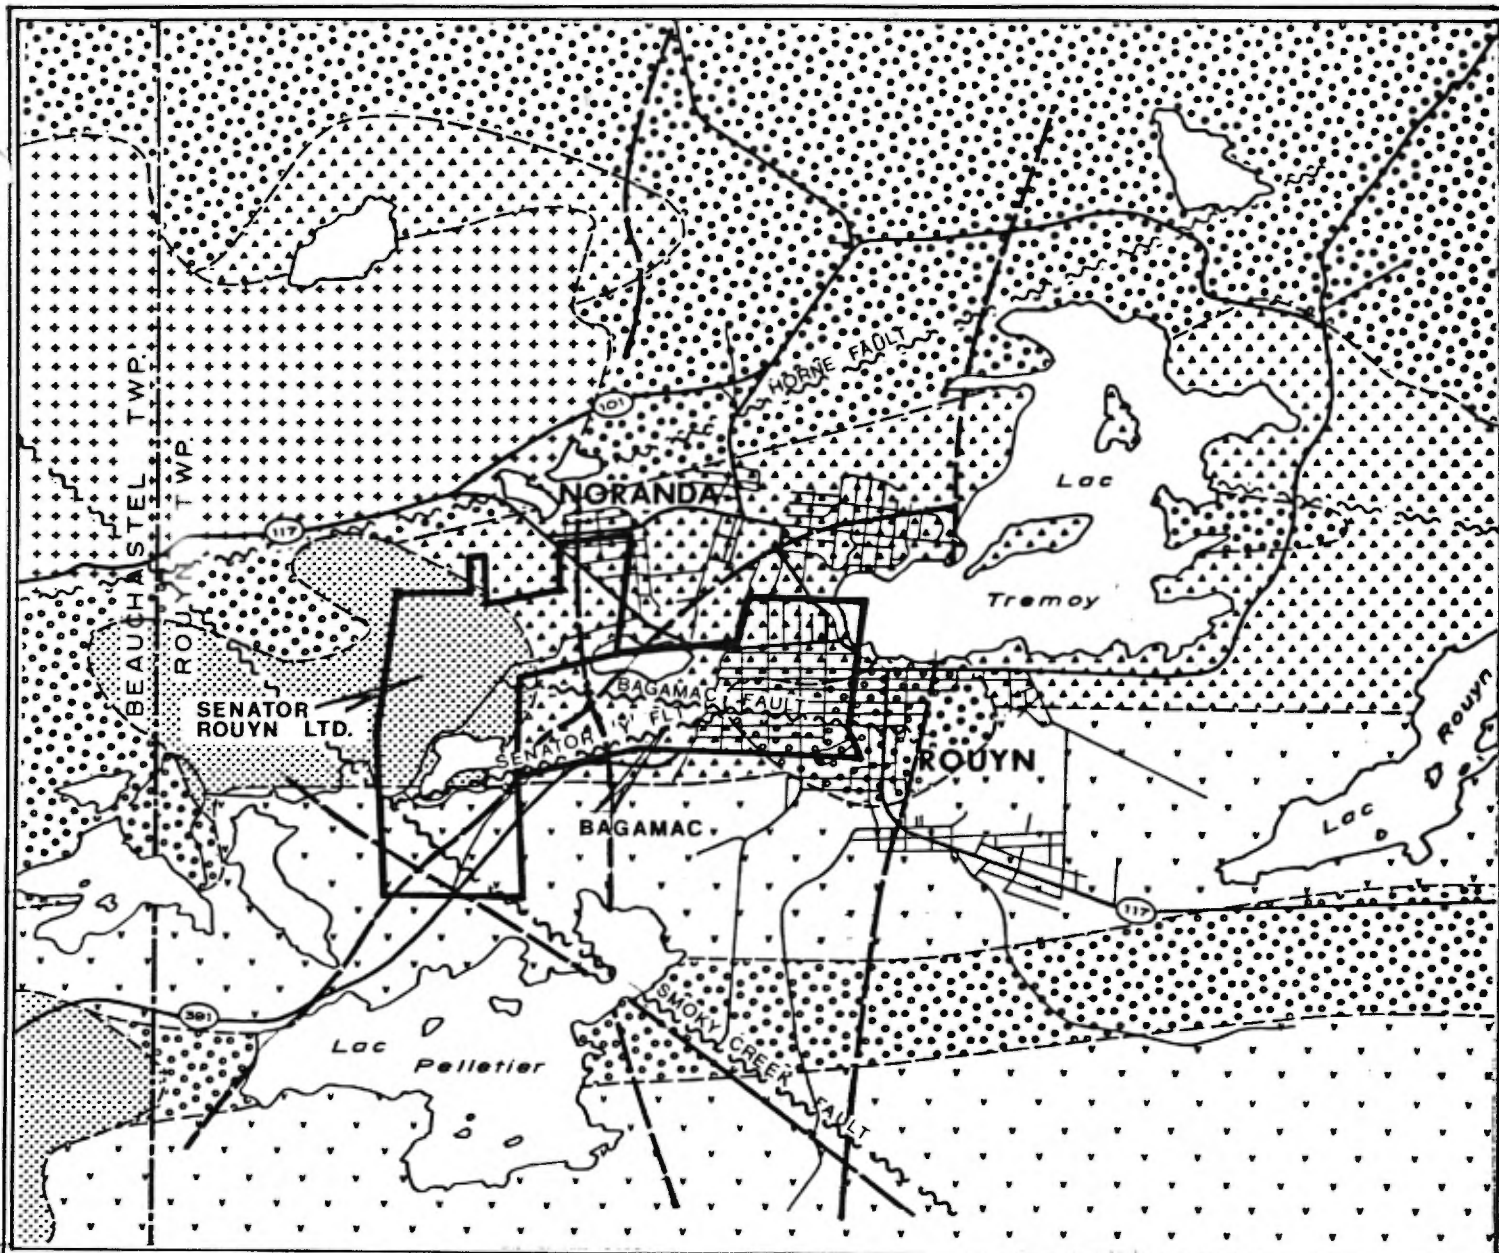 HORNE FAULT
101
BEAUCHASTEL TWP.
ROUYN TWP.
NORANDA
Lac
117
Tremoy
BAGAMAC FAULT
SENATOR
ROUYN LTD.
Rouyn
SENATOR
ROUYN
BAGAMAC
Lac
117
391
SMOKY CREEK FAULT
Lac
Pelletier